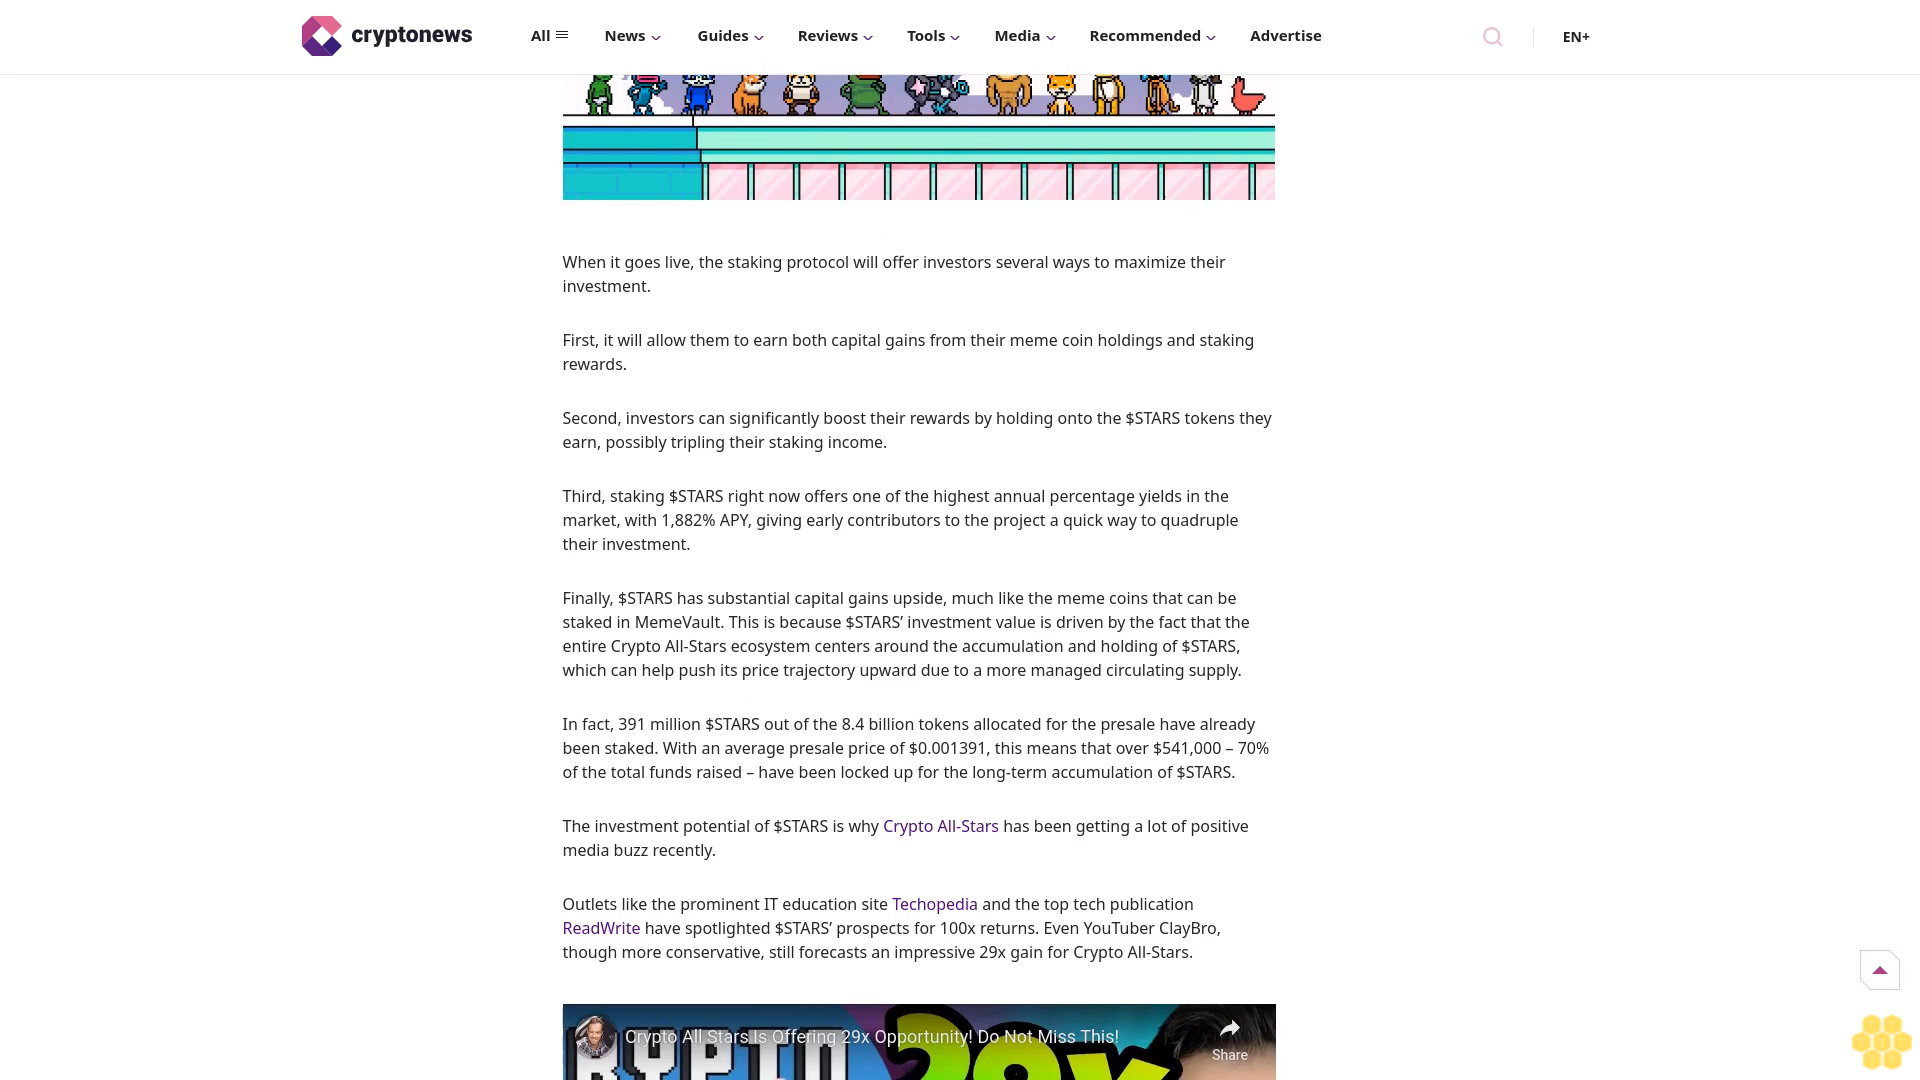 cryptonews
All
News
Guides
Reviews
Tools
Media
Recommended
Advertise
EN+
When it goes live, the staking protocol will offer investors several ways to maximize their
investment.
First, it will allow them to earn both capital gains from their meme coin holdings and staking
rewards.
Second, investors can significantly boost their rewards by holding onto the $STARS tokens they
earn, possibly tripling their staking income.
Third, staking $STARS right now offers one of the highest annual percentage yields in the
market, with 1,882% APY, giving early contributors to the project a quick way to quadruple
their investment.
Finally, $STARS has substantial capital gains upside, much like the meme coins that can be
staked in MemeVault. This is because $STARS’ investment value is driven by the fact that the
entire Crypto All-Stars ecosystem centers around the accumulation and holding of $STARS,
which can help push its price trajectory upward due to a more managed circulating supply.
In fact, 391 million $STARS out of the 8.4 billion tokens allocated for the presale have already
been staked. With an average presale price of $0.001391, this means that over $541,000 – 70%
of the total funds raised – have been locked up for the long-term accumulation of $STARS.
The investment potential of $STARS is why Crypto All-Stars has been getting a lot of positive
media buzz recently.
Outlets like the prominent IT education site Techopedia and the top tech publication
ReadWrite have spotlighted $STARS’ prospects for 100x returns. Even YouTuber ClayBro,
though more conservative, still forecasts an impressive 29x gain for Crypto All-Stars.
Crypto All Stars Is Offering 29x Opportunity! Do Not Miss This!
Share
CRYPTO
29x